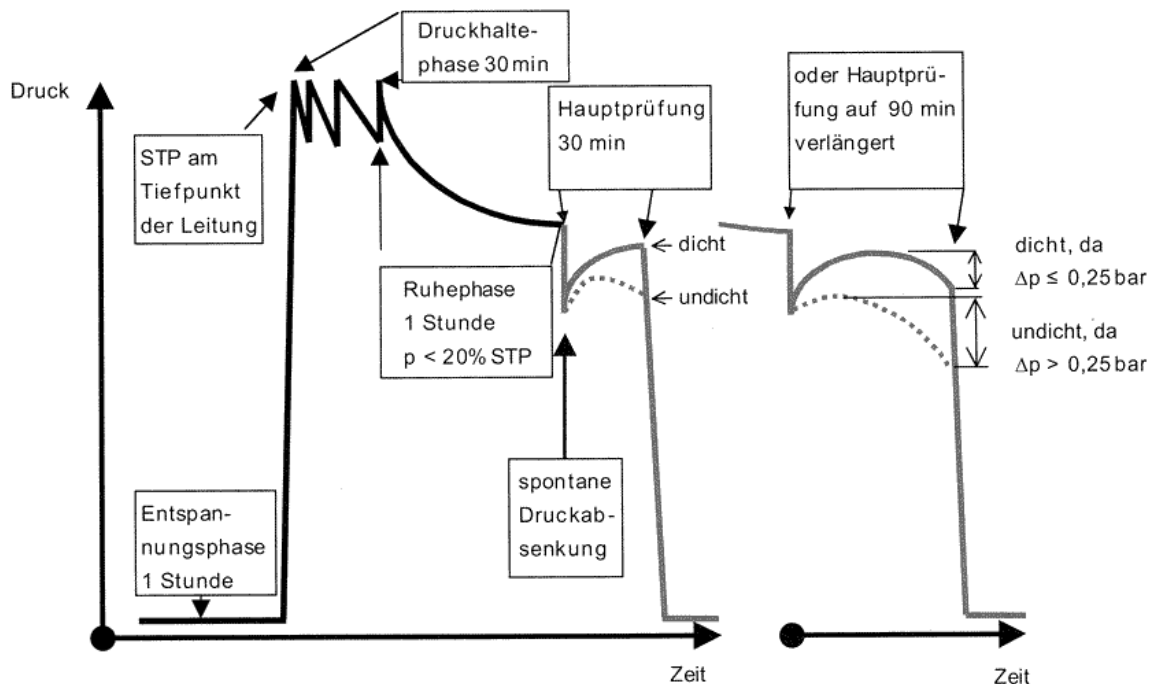 Druck
STP am
Tiefpunkt
der Leitung
Entspan-
nungsphase
1 Stunde
Druckhalte-
phase 30 min
Ruhephase
1 Stunde
p < 20% STP
Hauptprüfung
30 min
← dicht
← undicht
spontane
Druckab-
senkung
Zeit
oder Hauptprü-
fung auf 90 min
verlängert
dicht, da
Δp ≤ 0,25 bar
undicht, da
Δp > 0,25 bar
Zeit